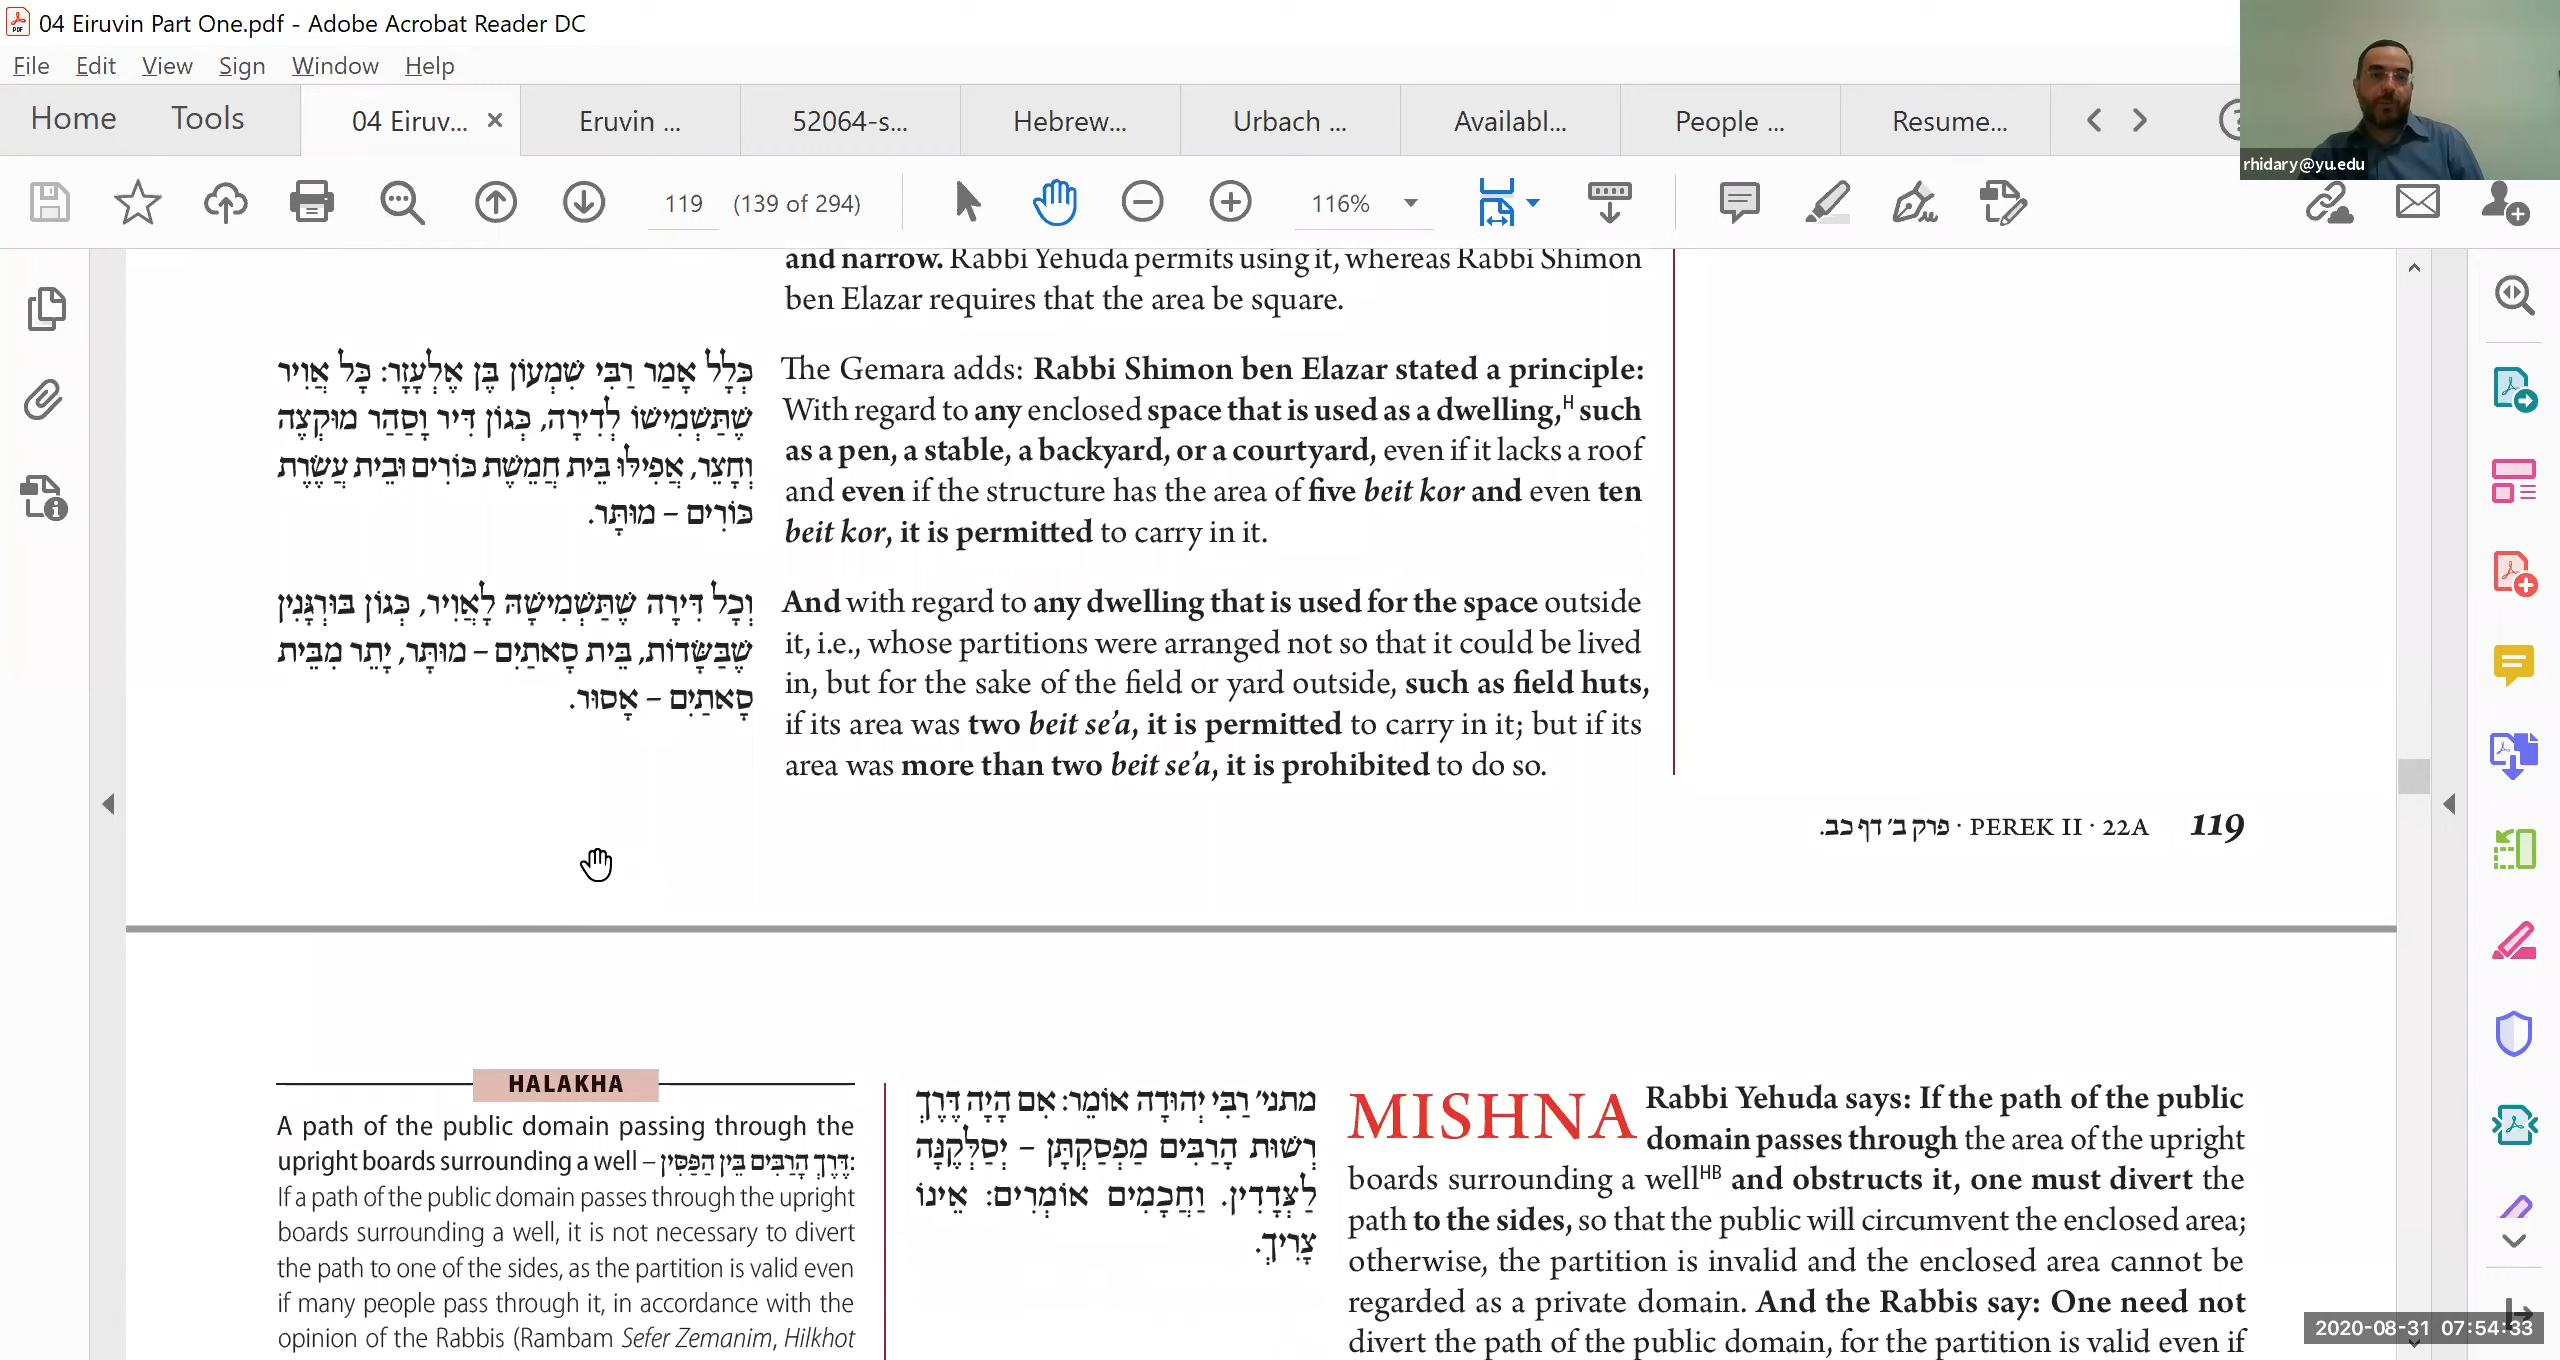 04 Eiruvin Part One.pdf - Adobe Acrobat Reader DC
File Edit View Sign Window Help
Home Tools 04 Eiruv... × Eruvin ... 52064-s... Hebrew... Urbach ... Availabl... People ... Resume...
rhidary@yu.edu
119 (139 of 294) 116%
and narrow. Rabbi Yehuda permits using it, whereas Rabbi Shimon
ben Elazar requires that the area be square.
כְּלָל אָמַר רַבִּי שִׁמְעוֹן בֶּן אֶלְעָזָר: כָּל אֲוִיר
שֶׁתַּשְׁמִישׁוֹ לְדִירָה, כְּגוֹן דִּיר וְסַהַר מוּקְצֶה
וְחָצֵר, אֲפִילּוּ בֵּית חֲמֵשֶׁת כּוֹרִים וּבֵית עֲשֶׂרֶת
כּוֹרִים – מוּתָּר.
The Gemara adds: Rabbi Shimon ben Elazar stated a principle:
With regard to any enclosed space that is used as a dwelling,H such
as a pen, a stable, a backyard, or a courtyard, even if it lacks a roof
and even if the structure has the area of five beit kor and even ten
beit kor, it is permitted to carry in it.
וְכָל דִּירָה שֶׁתַּשְׁמִישָׁהּ לָאֲוִיר, כְּגוֹן בּוּרְגָּנִין
שֶׁבַּשָּׂדוֹת, בֵּית סָאתַיִם – מוּתָּר, יָתֵר מִבֵּית
סָאתַיִם – אָסוּר.
And with regard to any dwelling that is used for the space outside
it, i.e., whose partitions were arranged not so that it could be lived
in, but for the sake of the field or yard outside, such as field huts,
if its area was two beit se’a, it is permitted to carry in it; but if its
area was more than two beit se’a, it is prohibited to do so.
פרק ב׳ דף כב. · PEREK II · 22A 119
HALAKHA
A path of the public domain passing through the
upright boards surrounding a well – דֶּרֶךְ הָרַבִּים בֵּין הַפַּסִּין:
If a path of the public domain passes through the upright
boards surrounding a well, it is not necessary to divert
the path to one of the sides, as the partition is valid even
if many people pass through it, in accordance with the
opinion of the Rabbis (Rambam Sefer Zemanim, Hilkhot
מתני׳ רַבִּי יְהוּדָה אוֹמֵר: אִם הָיָה דֶּרֶךְ
רְשׁוּת הָרַבִּים מַפְסַקְתָּן – יְסַלְּקֶנָּה
לַצְּדָדִין. וַחֲכָמִים אוֹמְרִים: אֵינוֹ
צָרִיךְ.
MISHNA Rabbi Yehuda says: If the path of the public
domain passes through the area of the upright
boards surrounding a wellHB and obstructs it, one must divert the
path to the sides, so that the public will circumvent the enclosed area;
otherwise, the partition is invalid and the enclosed area cannot be
regarded as a private domain. And the Rabbis say: One need not
divert the path of the public domain, for the partition is valid even if
2020-08-31 07:54:33